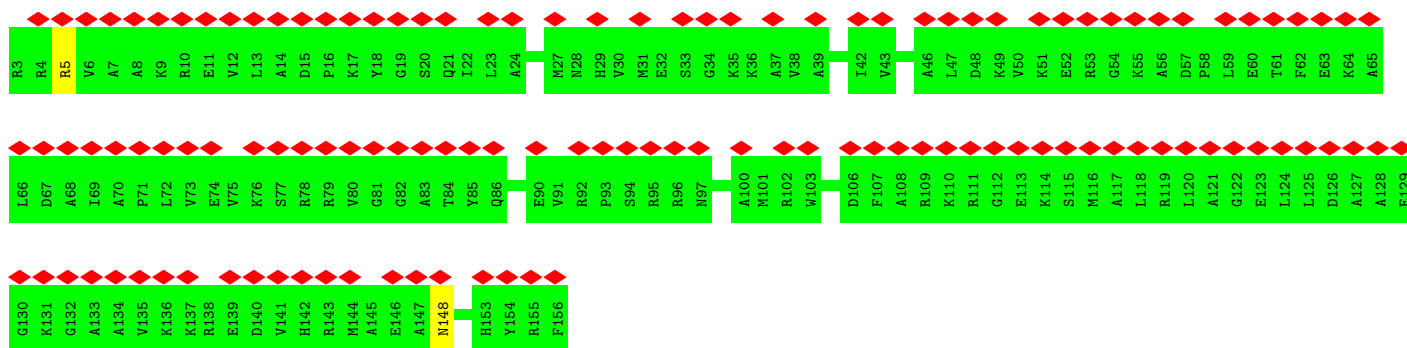 R3 R4 R5 V6 A7 A8 K9 R10 E11 V12 L13 A14 D15 P16 K17 Y18 G19 S20 Q21 I22 L23 A24 M27 N28 H29 V30 M31 E32 S33 G34 K35 K36 A37 V38 A39 I42 V43 A46 L47 D48 K49 V50 K51 E52 R53 G54 K55 A56 D57 P58 L59 E60 T61 F62 E63 K64 A65
L66 D67 A68 I69 A70 P71 L72 V73 E74 V75 K76 S77 R78 R79 V80 G81 G82 A83 T84 Y85 Q86 E90 V91 R92 P93 S94 R95 R96 N97 A100 M101 R102 W103 D106 F107 A108 R109 K110 R111 G112 E113 K114 S115 M116 A117 L118 R119 L120 A121 G122 E123 L124 L125 D126 A127 A128 E129
G130 K131 G132 A133 A134 V135 K136 K137 R138 E139 D140 V141 H142 R143 M144 A145 E146 A147 N148 H153 Y154 R155 F156